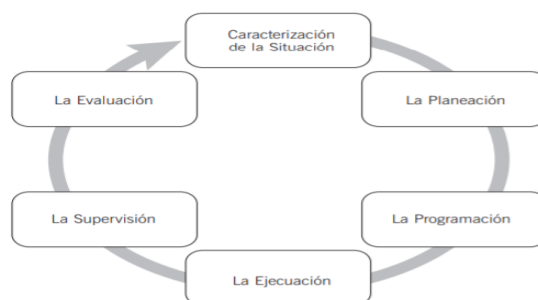 Caracterización
de la Situación
La Planeación
La Programación
La Ejecuación
La Supervisión
La Evaluación